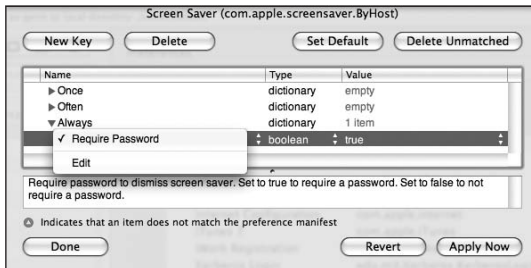 Screen Saver (com.apple.screensaver.ByHost)
New Key Delete Set Default Delete Unmatched
Name Type Value
Once dictionary empty
Often dictionary empty
Always dictionary 1 item
✓ Require Password boolean true
Edit
Require password to dismiss screen saver. Set to true to require a password. Set to false to not
require a password.
Indicates that an item does not match the preference manifest
Done Revert Apply Now